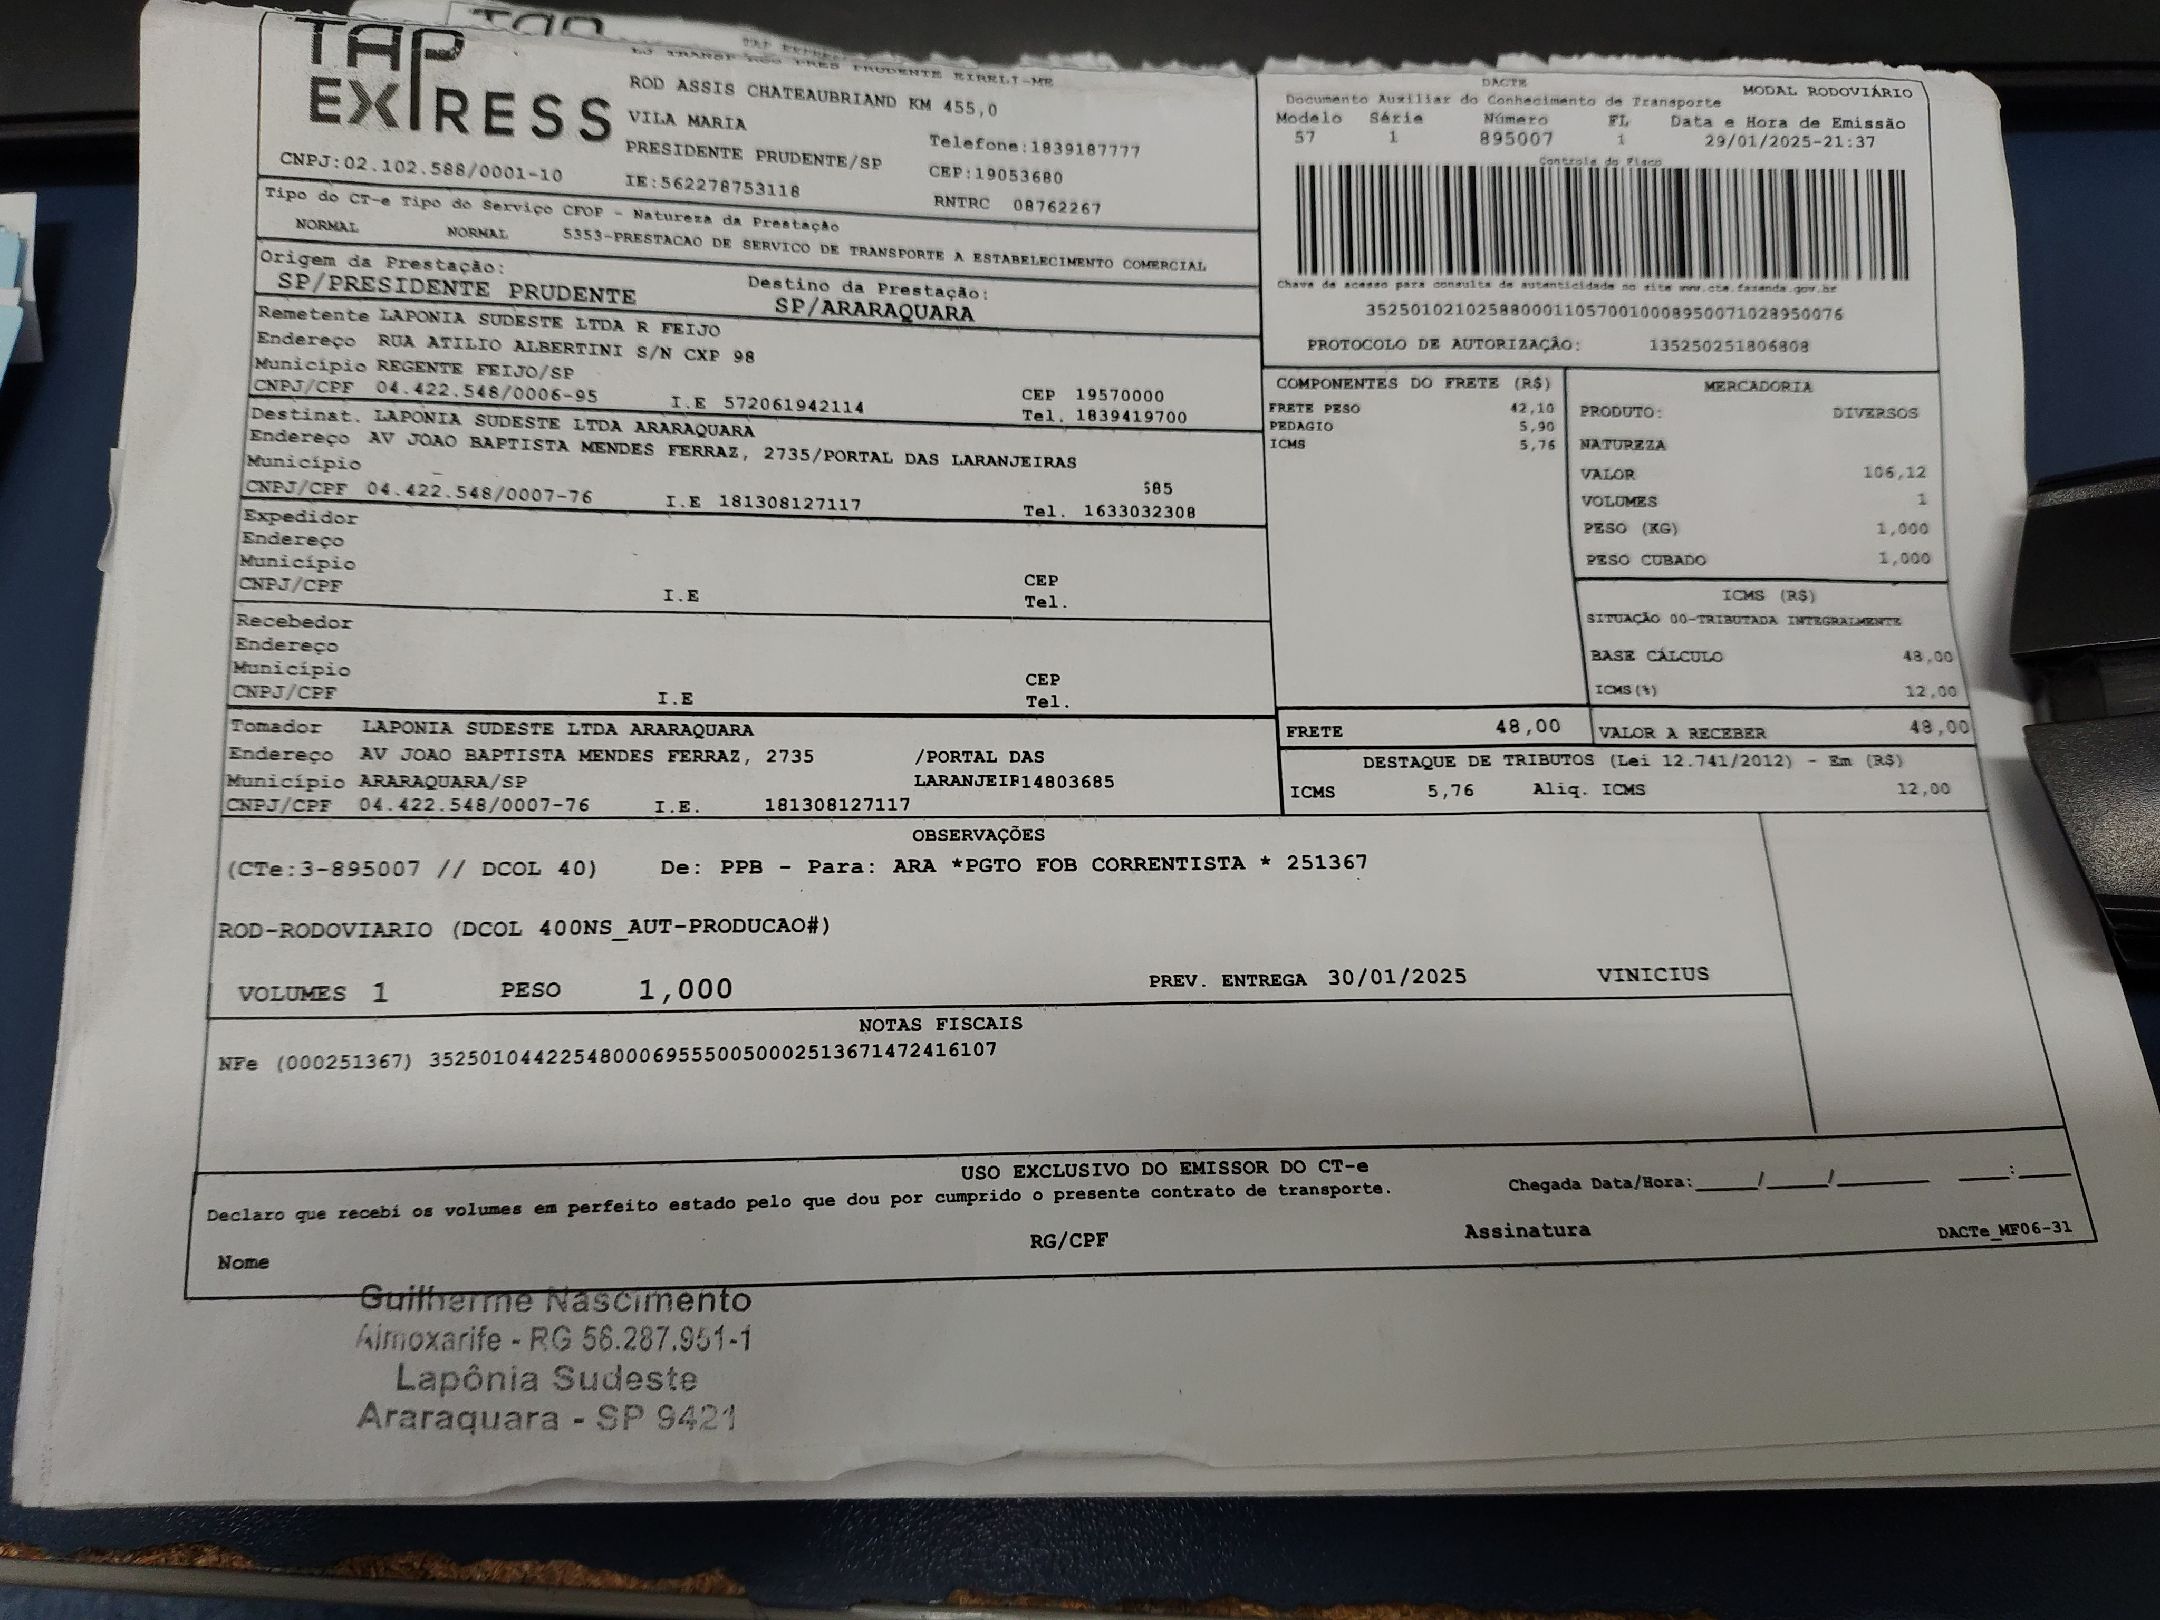 TAP EXPRESS
PRES PRUDENTE EIRELI-ME
ROD ASSIS CHATEAUBRIAND KM 455,0
VILA MARIA
PRESIDENTE PRUDENTE/SP
Telefone:1839187777
CNPJ:02.102.588/0001-10
IE:562278753118
CEP:19053680
RNTRC 08762267
DACTE
MODAL RODOVIÁRIO
Documento Auxiliar do Conhecimento de Transporte
Modelo Série Número FL Data e Hora de Emissão
57 1 895007 1 29/01/2025-21:37
Controle do Fisco
Chave de acesso para consulta de autenticidade no site www.cte.fazenda.gov.br
35250102102588000110570010008950071028950076
PROTOCOLO DE AUTORIZAÇÃO: 135250251806808
Tipo do CT-e Tipo do Serviço CFOP - Natureza da Prestação
NORMAL NORMAL 5353-PRESTACAO DE SERVICO DE TRANSPORTE A ESTABELECIMENTO COMERCIAL
Origem da Prestação: Destino da Prestação:
SP/PRESIDENTE PRUDENTE SP/ARARAQUARA
Remetente LAPONIA SUDESTE LTDA R FEIJO
Endereço RUA ATILIO ALBERTINI S/N CXP 98
Município REGENTE FEIJO/SP CEP 19570000
CNPJ/CPF 04.422.548/0006-95 I.E 572061942114 Tel. 1839419700
Destinat. LAPONIA SUDESTE LTDA ARARAQUARA
Endereço AV JOAO BAPTISTA MENDES FERRAZ, 2735/PORTAL DAS LARANJEIRAS
Município 585
CNPJ/CPF 04.422.548/0007-76 I.E 181308127117 Tel. 1633032308
Expedidor
Endereço
Município CEP
CNPJ/CPF I.E Tel.
Recebedor
Endereço
Município CEP
CNPJ/CPF I.E Tel.
Tomador LAPONIA SUDESTE LTDA ARARAQUARA
Endereço AV JOAO BAPTISTA MENDES FERRAZ, 2735 /PORTAL DAS
Município ARARAQUARA/SP LARANJEIR14803685
CNPJ/CPF 04.422.548/0007-76 I.E. 181308127117
COMPONENTES DO FRETE (R$)
FRETE PESO 42,10
PEDAGIO 5,90
ICMS 5,76
MERCADORIA
PRODUTO: DIVERSOS
NATUREZA
VALOR 106,12
VOLUMES 1
PESO (KG) 1,000
PESO CUBADO 1,000
ICMS (R$)
SITUAÇÃO 00-TRIBUTADA INTEGRALMENTE
BASE CÁLCULO 48,00
ICMS(%) 12,00
FRETE 48,00 VALOR A RECEBER 48,00
DESTAQUE DE TRIBUTOS (Lei 12.741/2012) - Em (R$)
ICMS 5,76 Aliq. ICMS 12,00
OBSERVAÇÕES
(CTe:3-895007 // DCOL 40) De: PPB - Para: ARA *PGTO FOB CORRENTISTA * 251367
ROD-RODOVIARIO (DCOL 400NS_AUT-PRODUCAO#)
VOLUMES 1 PESO 1,000 PREV. ENTREGA 30/01/2025 VINICIUS
NOTAS FISCAIS
NFe (000251367) 35250104422548000695550050002513671472416107
USO EXCLUSIVO DO EMISSOR DO CT-e
Declaro que recebi os volumes em perfeito estado pelo que dou por cumprido o presente contrato de transporte.
Chegada Data/Hora:_____/_____/________ ____:____
Nome RG/CPF Assinatura DACTe_MF06-31
Guilherme Nascimento
Almoxarife - RG 56.287.951-1
Lapônia Sudeste
Araraquara - SP 9421